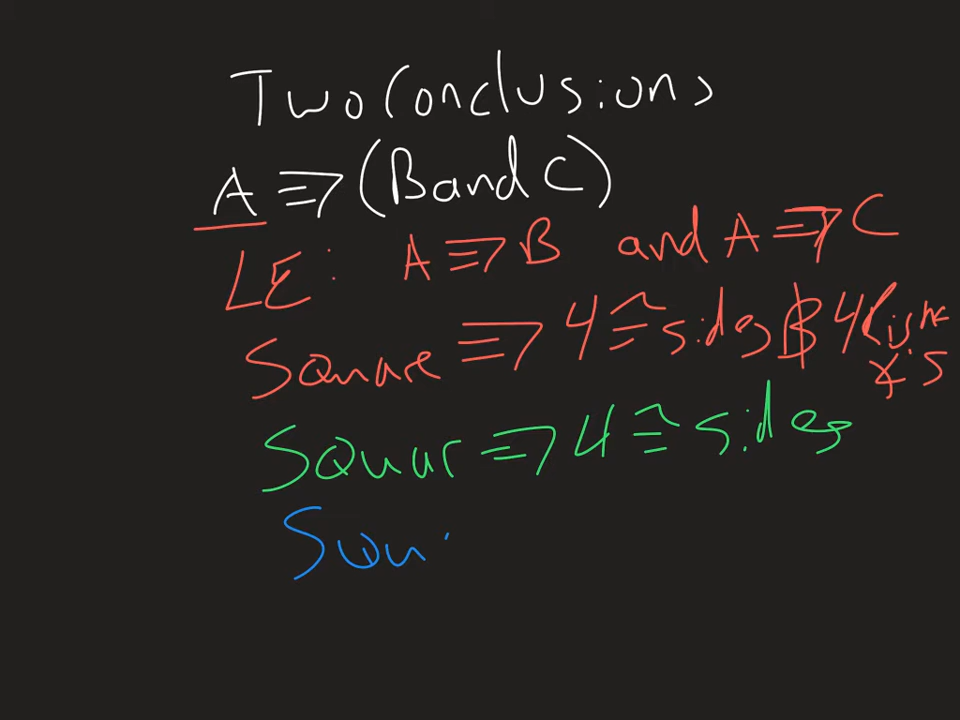 Two Conclusions
A ⇒ (B and C)
LE: A ⇒ B and A ⇒ C
Square ⇒ 4 ≅ sides & 4 Right ∡'s
Squar ⇒ 4 ≅ sides
Squ